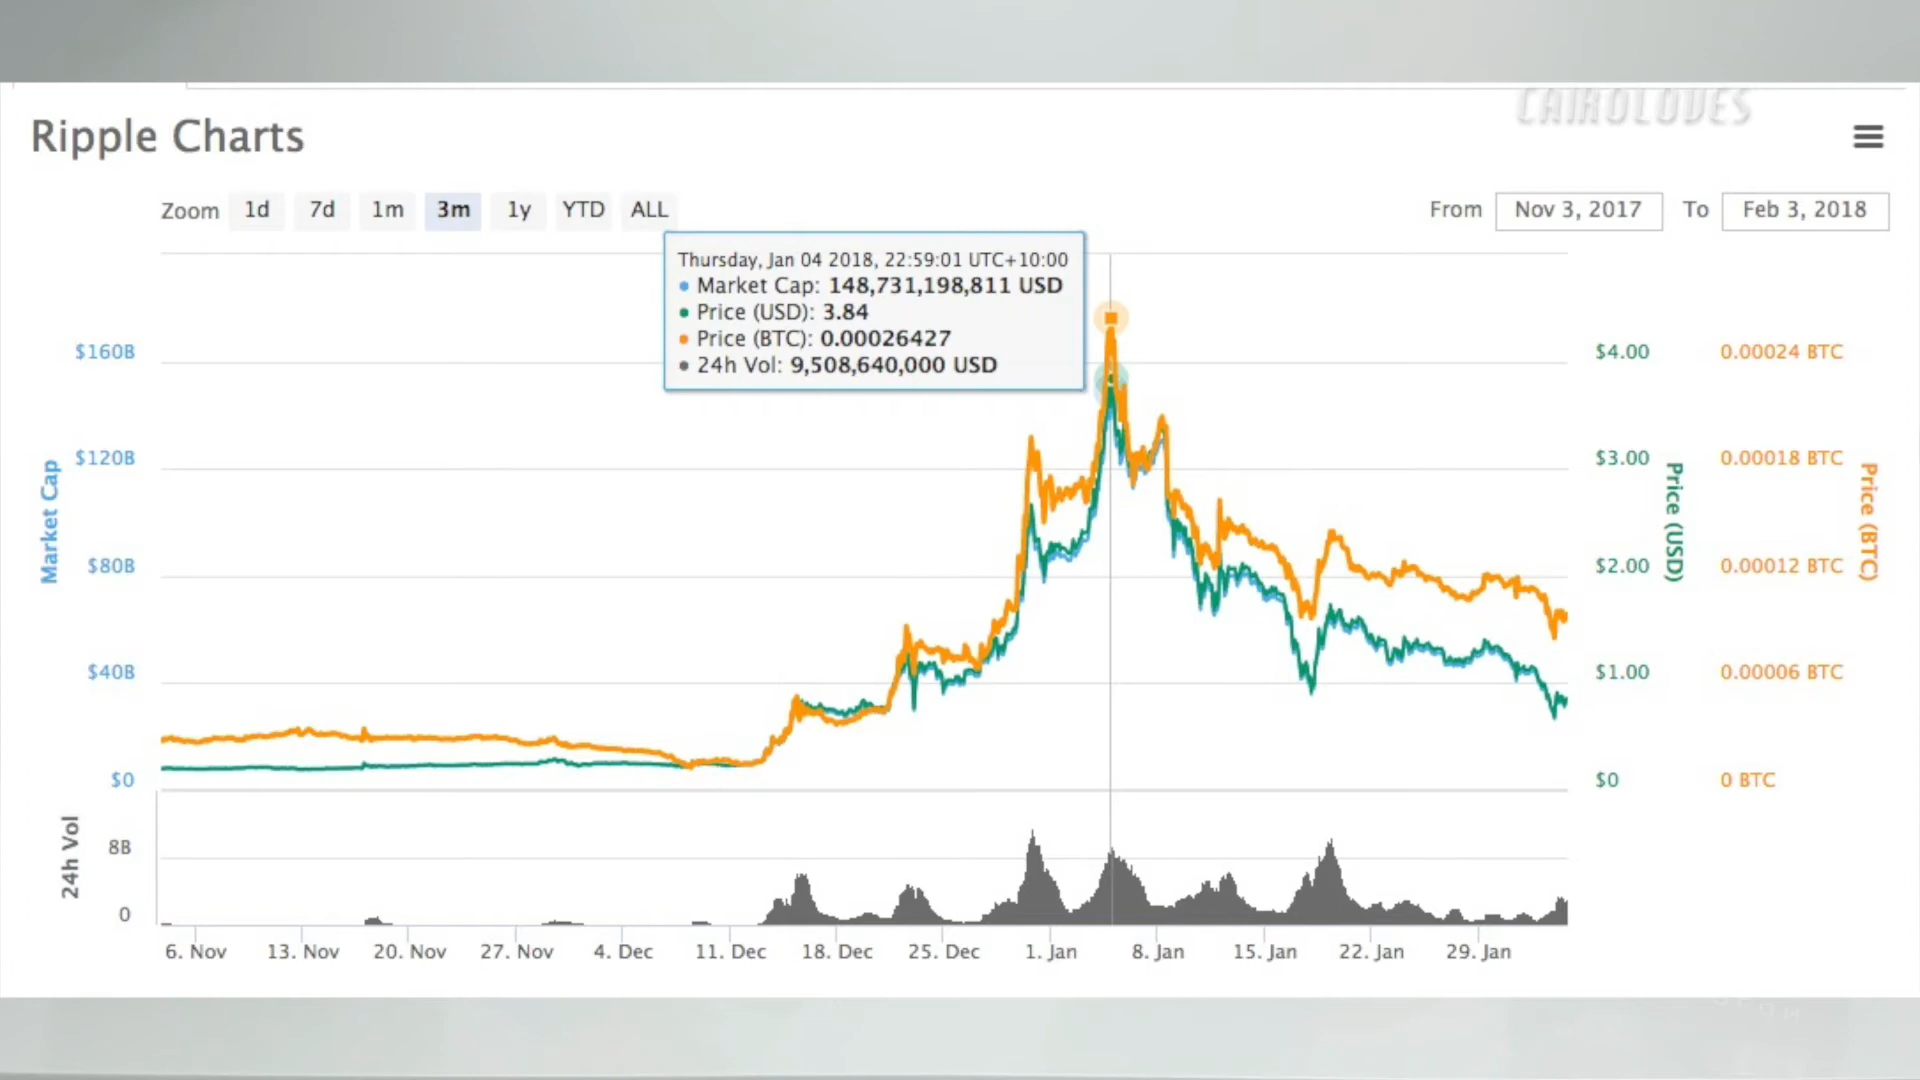 CAIROLOVES
Ripple Charts
Zoom 1d 7d 1m 3m 1y YTD ALL
From Nov 3, 2017 To Feb 3, 2018
Thursday, Jan 04 2018, 22:59:01 UTC+10:00
Market Cap: 148,731,198,811 USD
Price (USD): 3.84
Price (BTC): 0.00026427
24h Vol: 9,508,640,000 USD
$160B
$120B
$80B
$40B
$0
Market Cap
$4.00
$3.00
$2.00
$1.00
$0
Price (USD)
0.00024 BTC
0.00018 BTC
0.00012 BTC
0.00006 BTC
0 BTC
Price (BTC)
24h Vol
8B
0
6. Nov 13. Nov 20. Nov 27. Nov 4. Dec 11. Dec 18. Dec 25. Dec 1. Jan 8. Jan 15. Jan 22. Jan 29. Jan